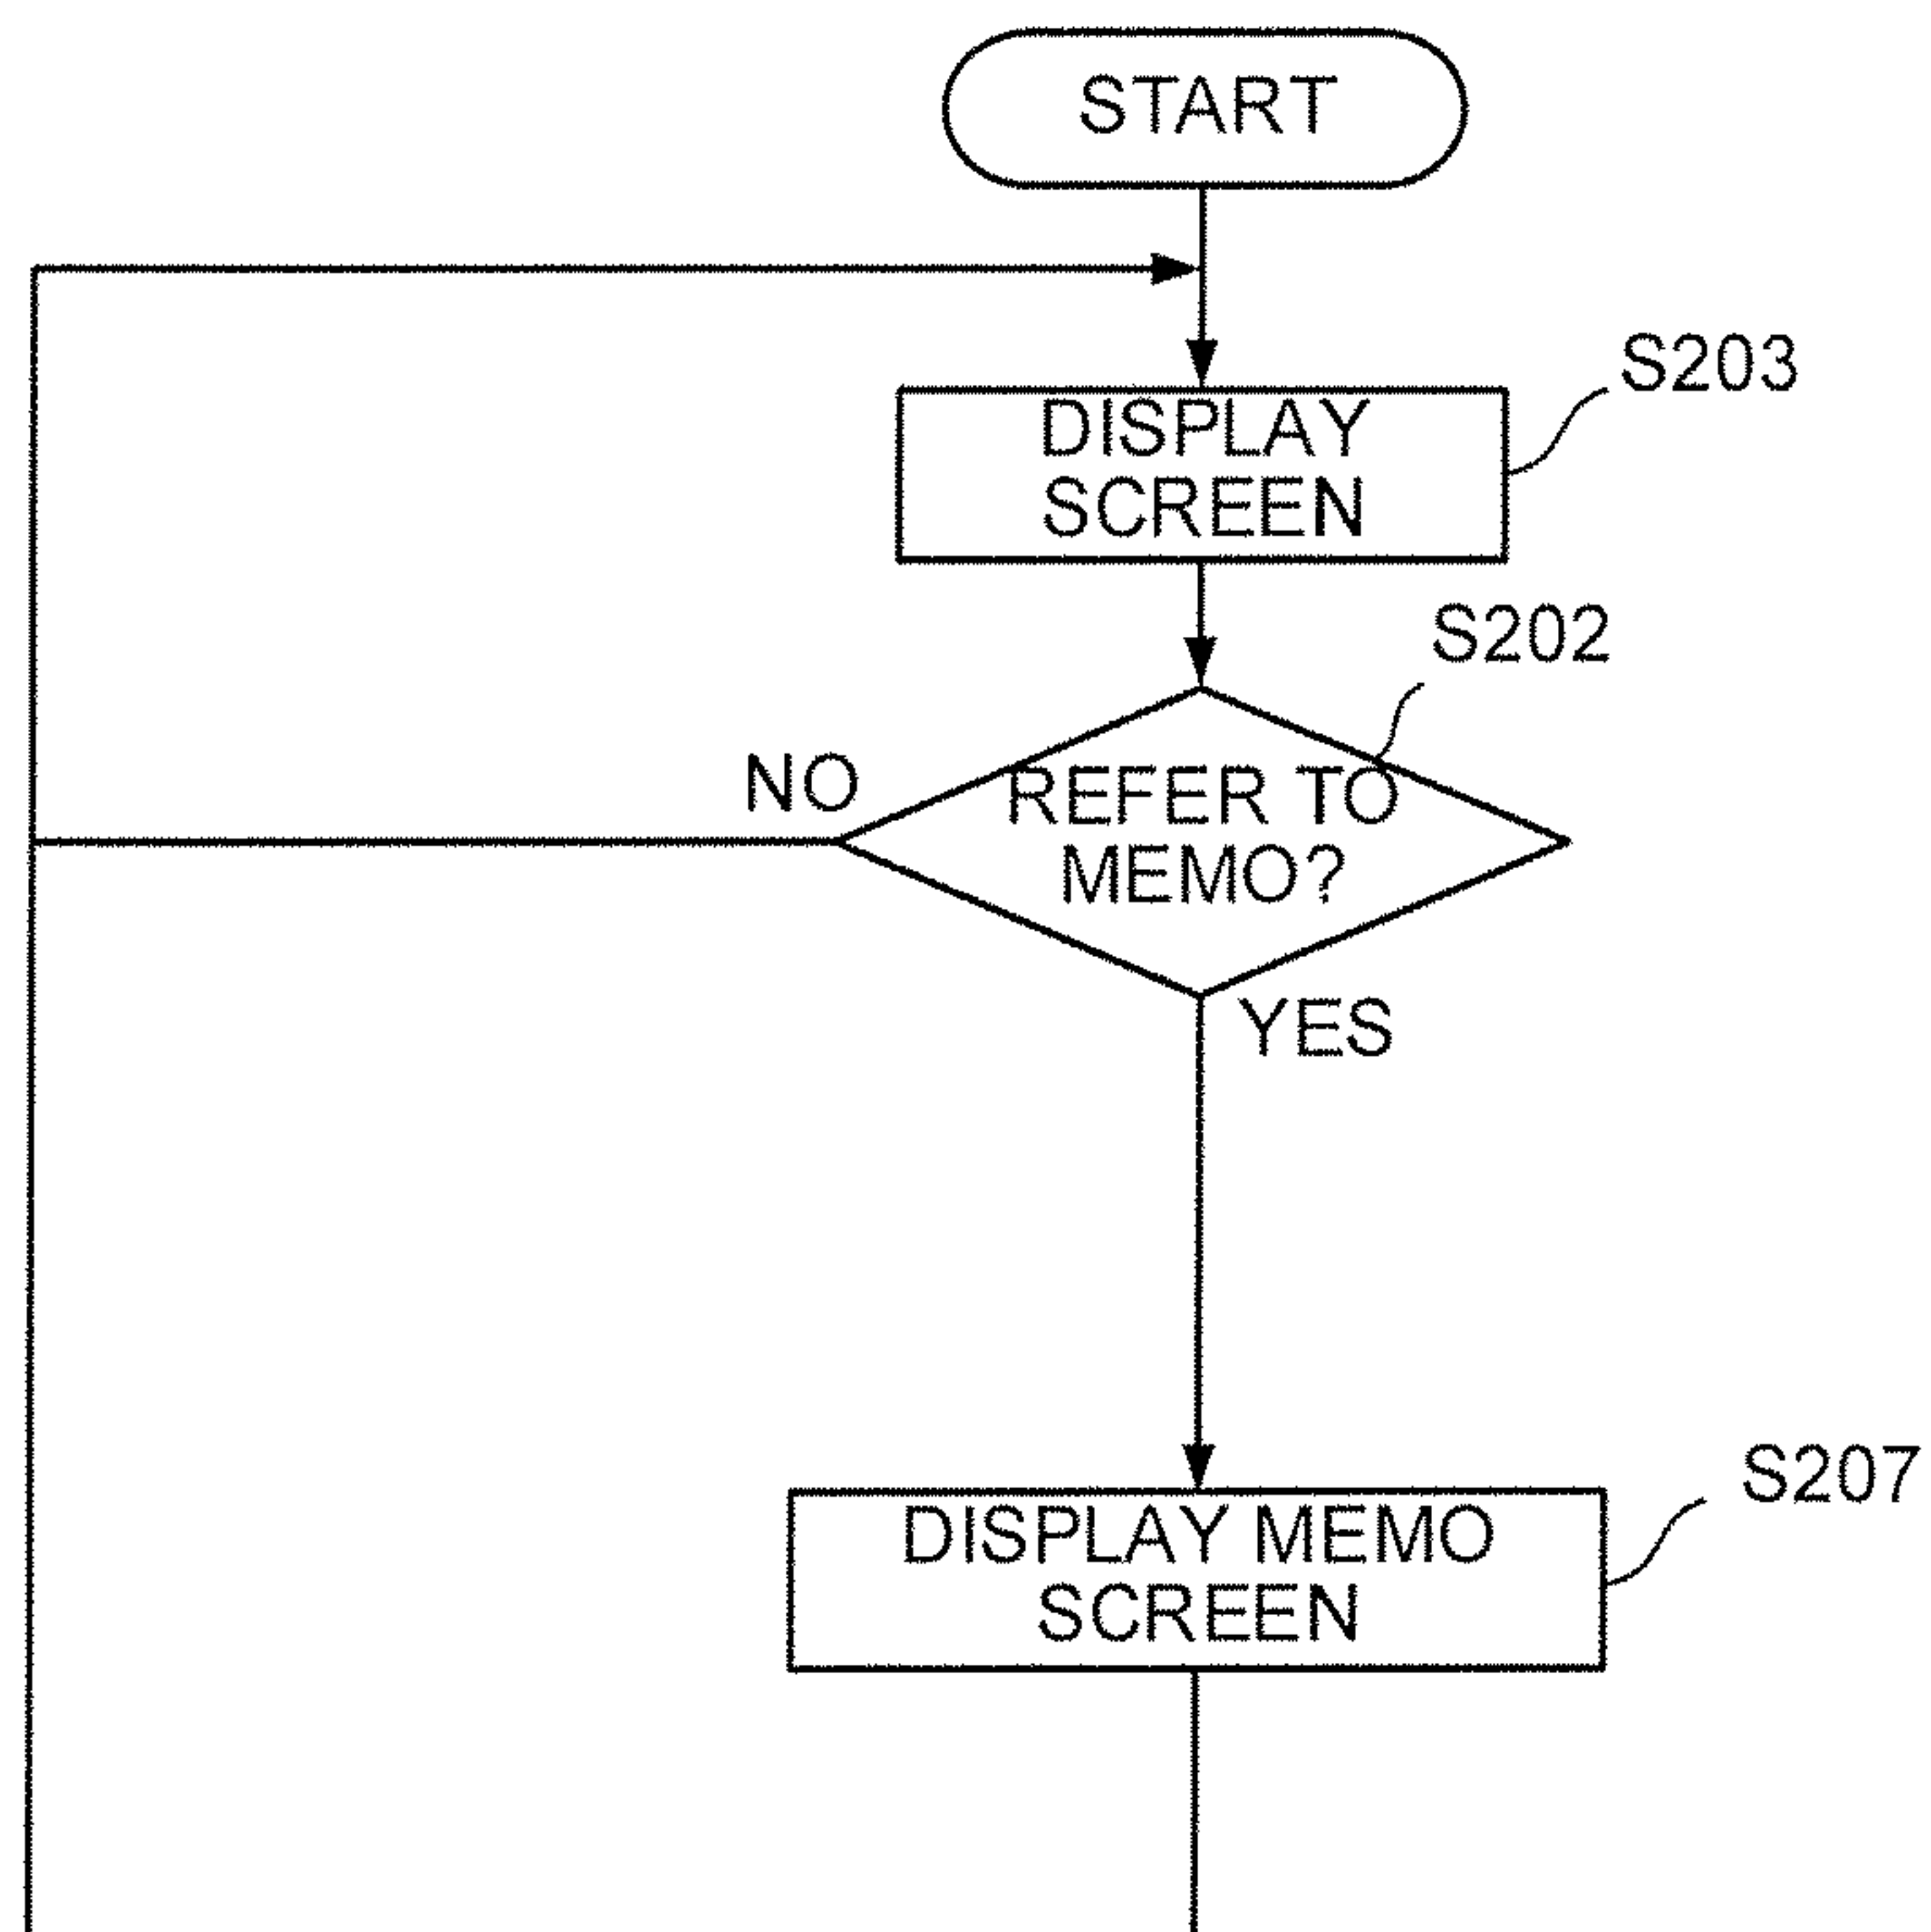 START
S203
DISPLAY
SCREEN
S202
NO
REFER TO
MEMO?
YES
S207
DISPLAY MEMO
SCREEN